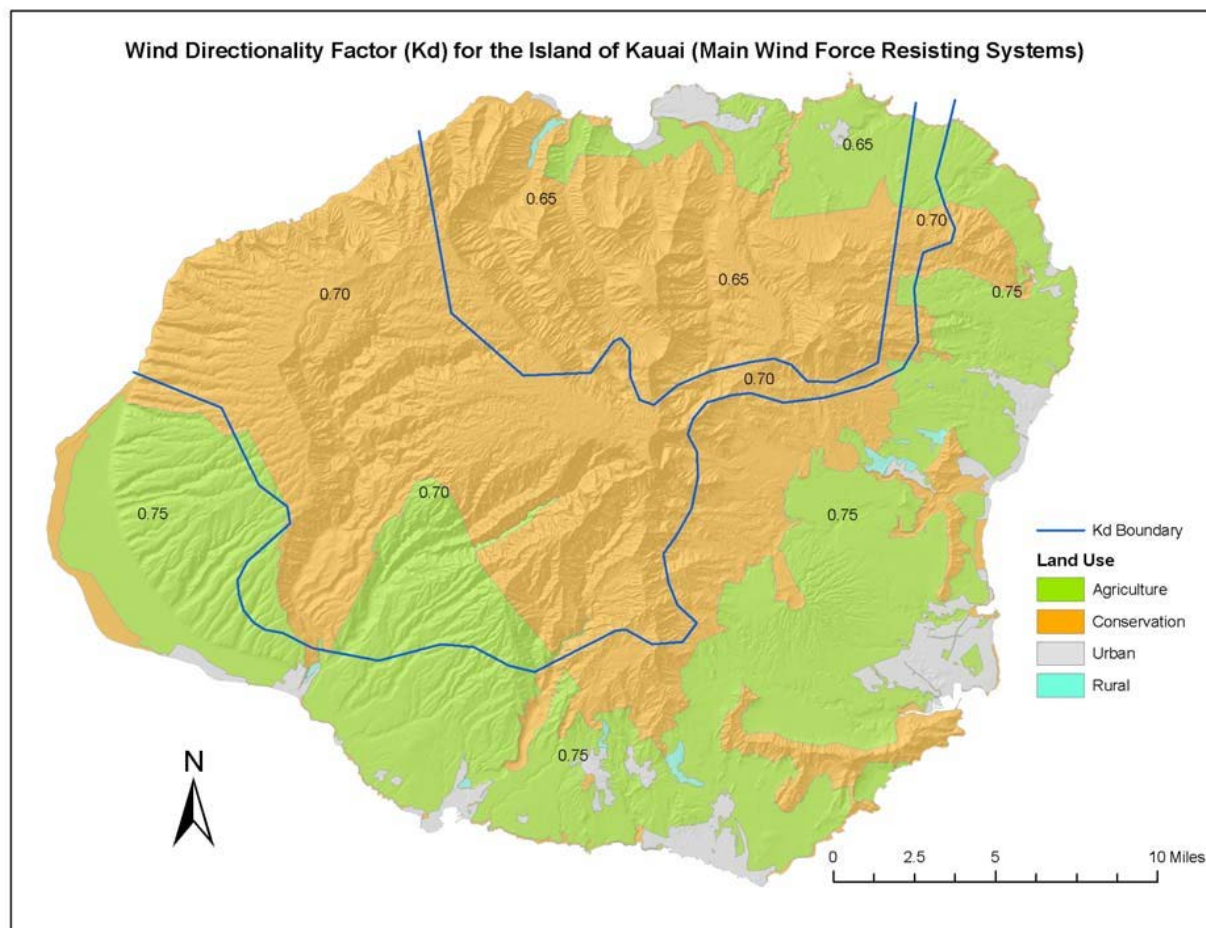 Wind Directionality Factor (Kd) for the Island of Kauai (Main Wind Force Resisting Systems)
0.65
0.65
0.70
0.65
0.70
0.75
0.70
0.70
0.75
0.75
0.75
Kd Boundary
Land Use
Agriculture
Conservation
Urban
Rural
N
0 2.5 5 10 Miles